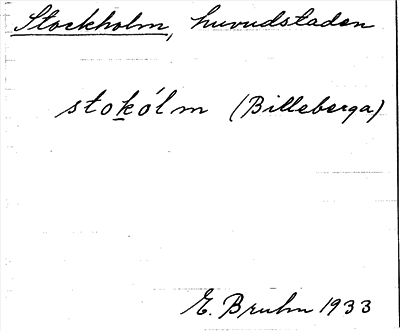 Stockholm, huvudstaden
stokólm (Billeberga)
E. Bruhn 1933